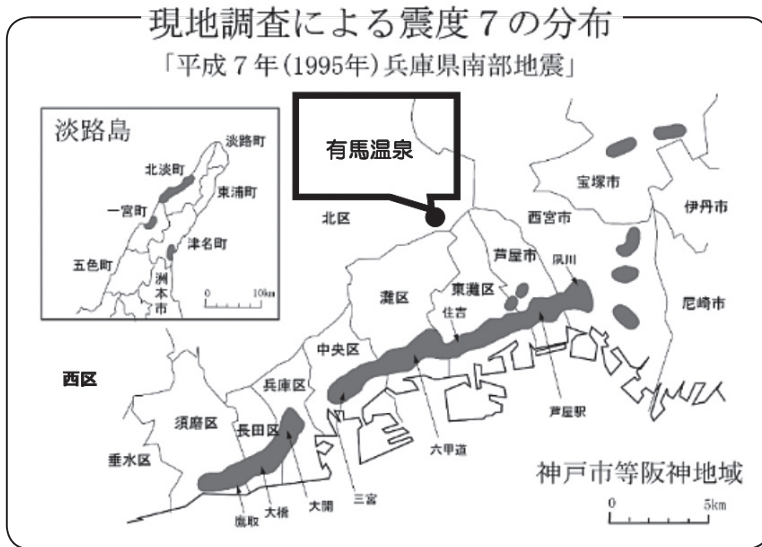 現地調査による震度７の分布
「平成７年(1995年)兵庫県南部地震」
淡路島
淡路町
北淡町
東浦町
一宮町
津名町
五色町
洲本市
0 10km
有馬温泉
北区
宝塚市
伊丹市
西宮市
芦屋市
夙川
東灘区
灘区
住吉
尼崎市
中央区
西区
兵庫区
須磨区
長田区
芦屋駅
六甲道
垂水区
神戸市等阪神地域
三宮
大開
大橋
鷹取
0 5km